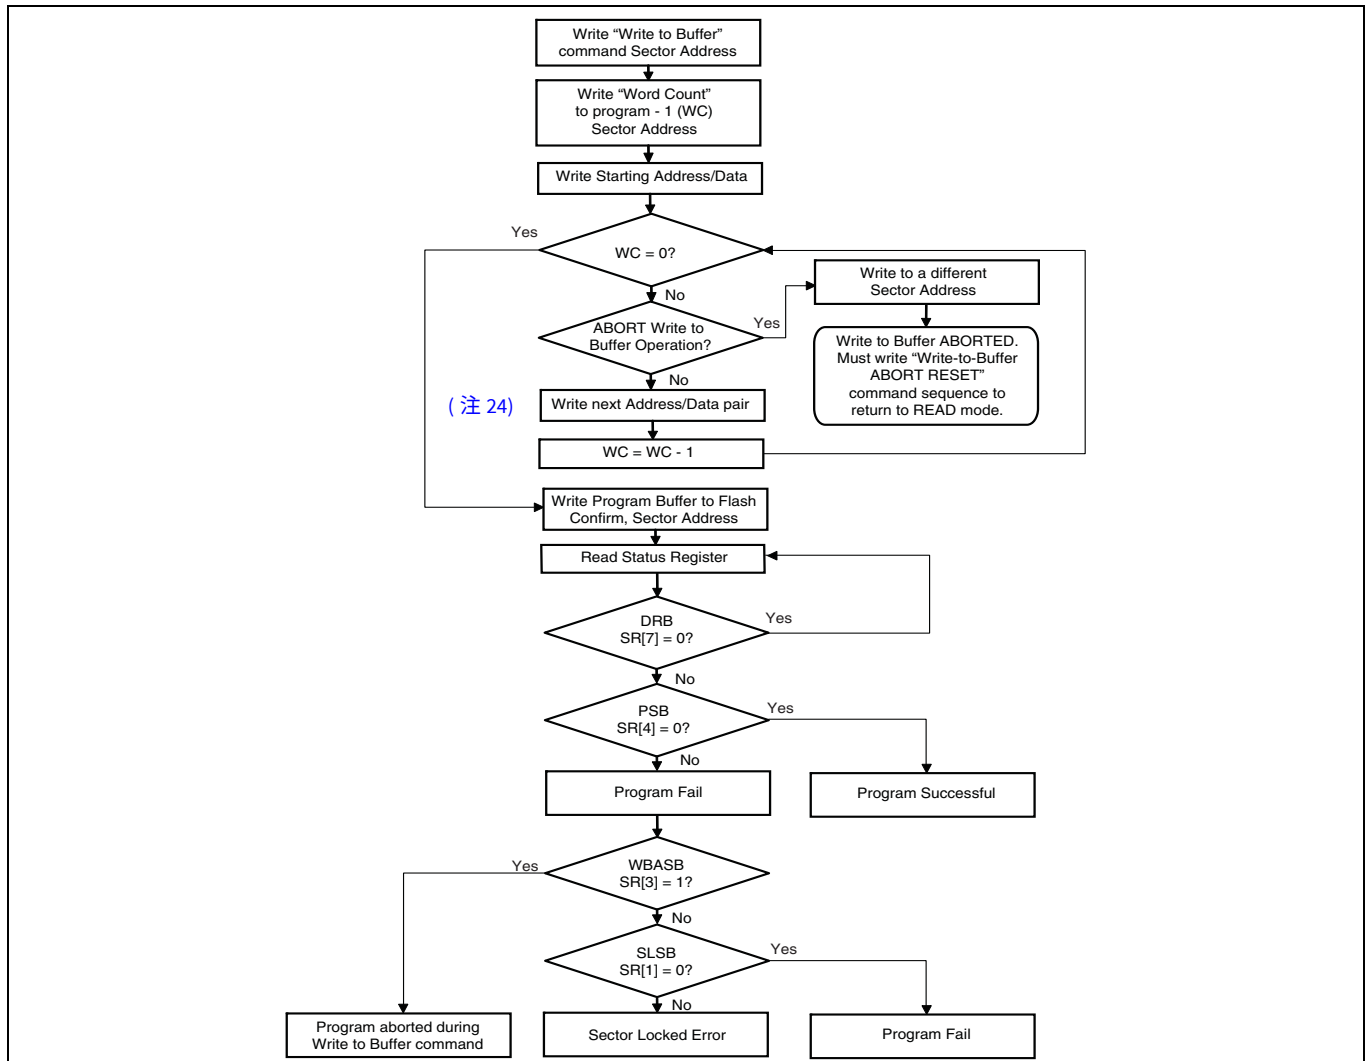 Write “Write to Buffer”
command Sector Address
Write “Word Count”
to program - 1 (WC)
Sector Address
Write Starting Address/Data
Yes
WC = 0?
No
Write to a different
Sector Address
ABORT Write to
Buffer Operation?
Yes
No
Write to Buffer ABORTED.
Must write “Write-to-Buffer
ABORT RESET”
command sequence to
return to READ mode.
( 注 24)
Write next Address/Data pair
WC = WC - 1
Write Program Buffer to Flash
Confirm, Sector Address
Read Status Register
DRB
SR[7] = 0?
Yes
No
PSB
SR[4] = 0?
Yes
No
Program Fail
Program Successful
Yes
WBASB
SR[3] = 1?
No
SLSB
SR[1] = 0?
Yes
No
Program aborted during
Write to Buffer command
Sector Locked Error
Program Fail